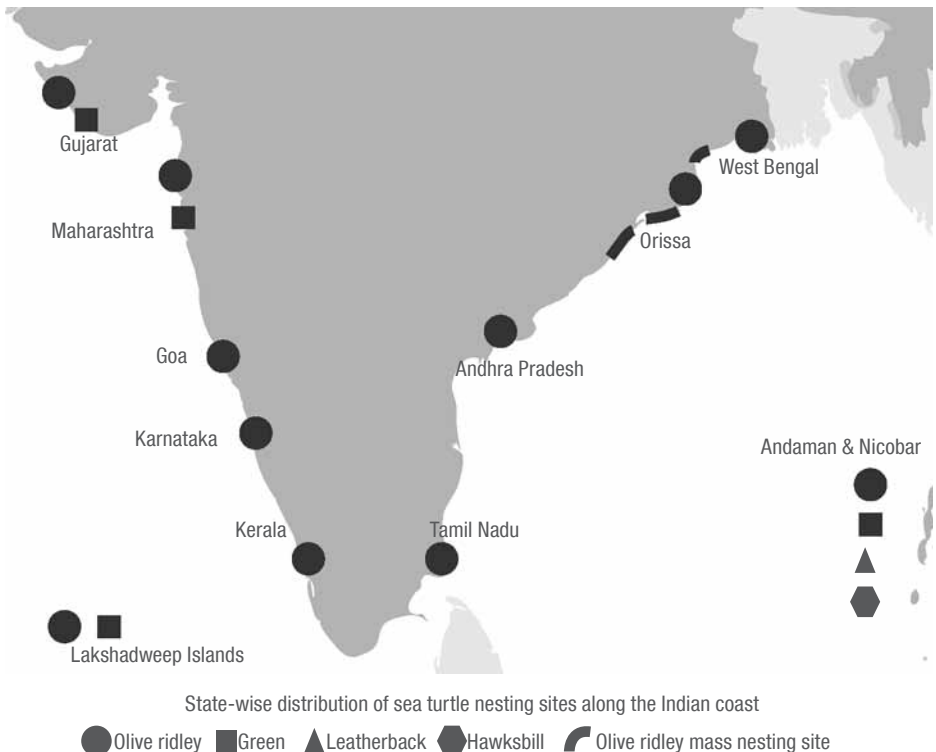 Gujarat
West Bengal
Maharashtra
Orissa
Goa
Andhra Pradesh
Karnataka
Andaman & Nicobar
Kerala
Tamil Nadu
Lakshadweep Islands
State-wise distribution of sea turtle nesting sites along the Indian coast
Olive ridley Green Leatherback Hawksbill Olive ridley mass nesting site